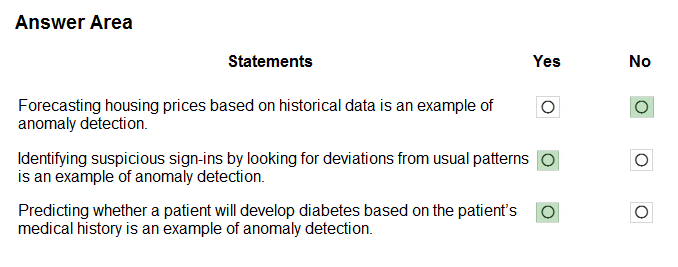 Answer Area
Statements Yes No
Forecasting housing prices based on historical data is an example of
anomaly detection.
Identifying suspicious sign-ins by looking for deviations from usual patterns
is an example of anomaly detection.
Predicting whether a patient will develop diabetes based on the patient’s
medical history is an example of anomaly detection.